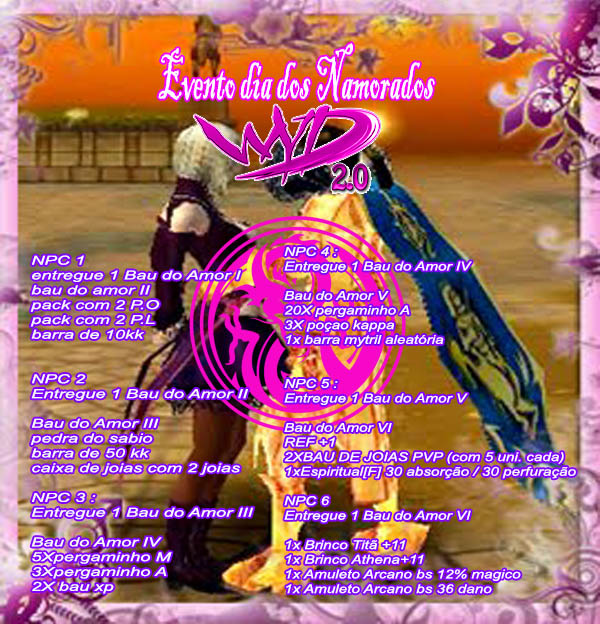 Evento dia dos Namorados
WYD
2.0
NPC 1
entregue 1 Bau do Amor I
bau do amor II
pack com 2 P.O
pack com 2 P.L
barra de 10kk
NPC 2
Entregue 1 Bau do Amor II
Bau do Amor III
pedra do sabio
barra de 50 kk
caixa de joias com 2 joias
NPC 3 :
Entregue 1 Bau do Amor III
Bau do Amor IV
5Xpergaminho M
3Xpergaminho A
2X bau xp
NPC 4 :
Entregue 1 Bau do Amor IV
Bau do Amor V
20X pergaminho A
3X poçao kappa
1x barra mytril aleatória
NPC 5 :
Entregue 1 Bau do Amor V
Bau do Amor VI
REF +1
2XBAU DE JOIAS PVP (com 5 uni. cada)
1xEspiritual[F] 30 absorção / 30 perfuração
NPC 6
Entregue 1 Bau do Amor VI
1x Brinco Titã +11
1x Brinco Athena+11
1x Amuleto Arcano bs 12% magico
1x Amuleto Arcano bs 36 dano